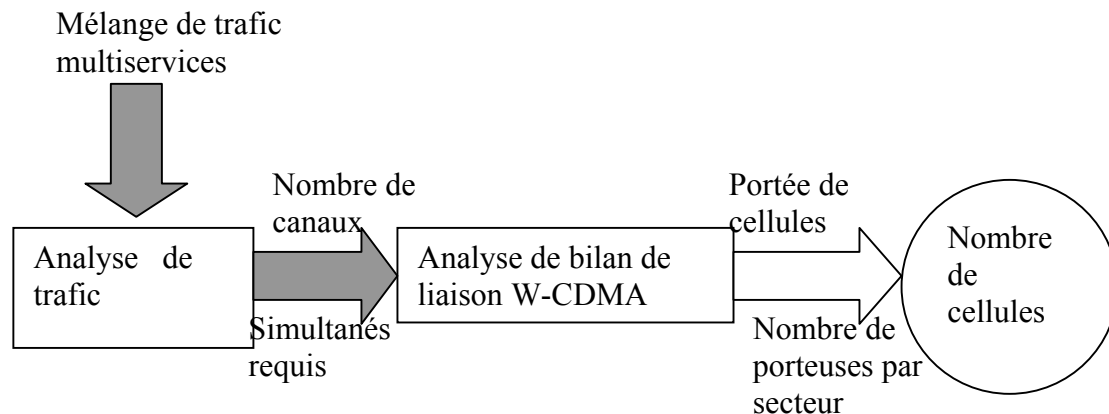 Mélange de trafic
multiservices
Analyse de
trafic
Nombre de
canaux
Simultanés
requis
Analyse de bilan de
liaison W-CDMA
Portée de
cellules
Nombre de
porteuses par
secteur
Nombre
de
cellules